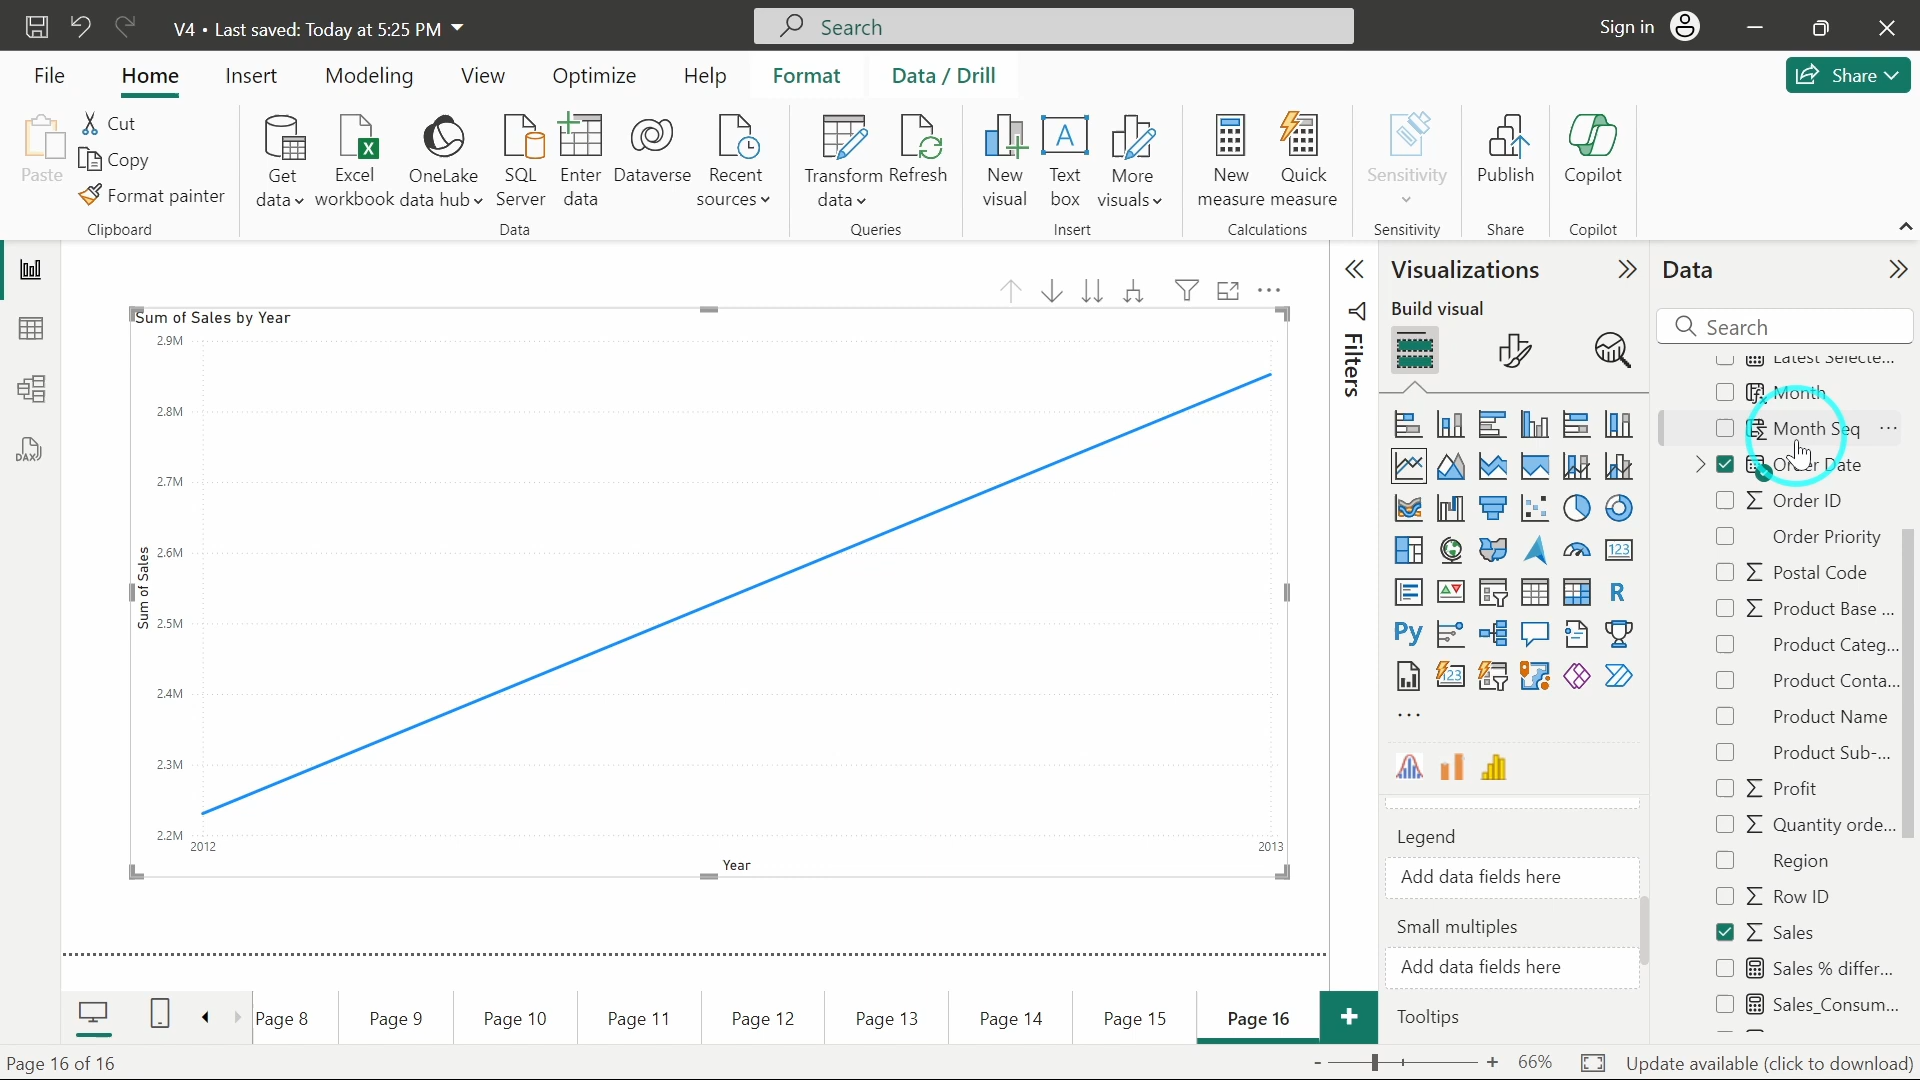 V4 • Last saved: Today at 5:25 PM
Search
Sign in
File
Home
Insert
Modeling
View
Optimize
Help
Format
Data / Drill
Share
Paste
Cut
Copy
Format painter
Clipboard
Get data
Excel workbook
OneLake data hub
SQL Server
Enter data
Dataverse
Recent sources
Data
Transform data
Refresh
Queries
New visual
Text box
More visuals
Insert
New measure
Quick measure
Calculations
Sensitivity
Sensitivity
Publish
Share
Copilot
Copilot
Sum of Sales by Year
2.9M
2.8M
2.7M
2.6M
2.5M
2.4M
2.3M
2.2M
Sum of Sales
2012
2013
Year
Filters
Visualizations
Build visual
123
R
Py
123
Legend
Add data fields here
Small multiples
Add data fields here
Tooltips
Data
Search
Latest Selecte...
Month
Month Seq
Order Date
Order ID
Order Priority
Postal Code
Product Base ...
Product Categ...
Product Conta...
Product Name
Product Sub-...
Profit
Quantity orde...
Region
Row ID
Sales
Sales % differ...
Sales_Consum...
Page 8
Page 9
Page 10
Page 11
Page 12
Page 13
Page 14
Page 15
Page 16
Page 16 of 16
66%
Update available (click to download)